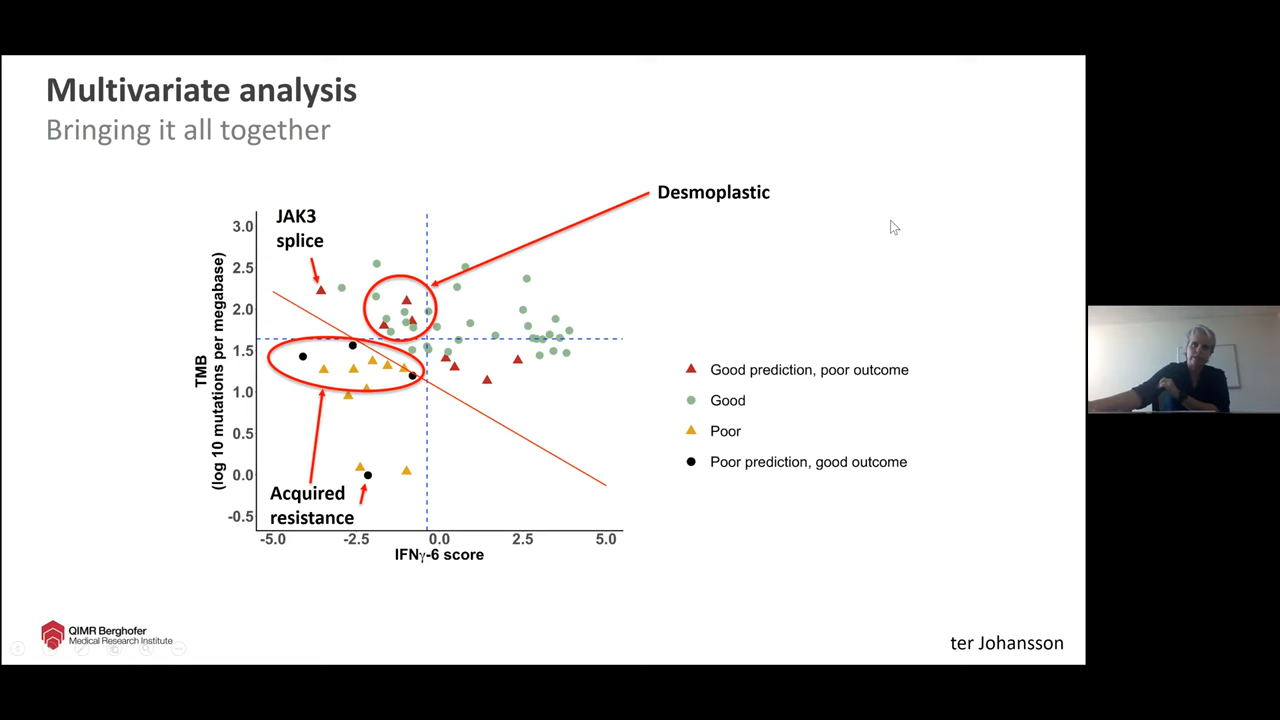 Multivariate analysis
Bringing it all together
Desmoplastic
JAK3
splice
3.0
2.5
2.0
1.5
1.0
0.5
0.0
-0.5
TMB
(log 10 mutations per megabase)
-5.0 -2.5 0.0 2.5 5.0
IFNγ-6 score
Acquired
resistance
Good prediction, poor outcome
Good
Poor
Poor prediction, good outcome
QIMR Berghofer
Medical Research Institute
ter Johansson